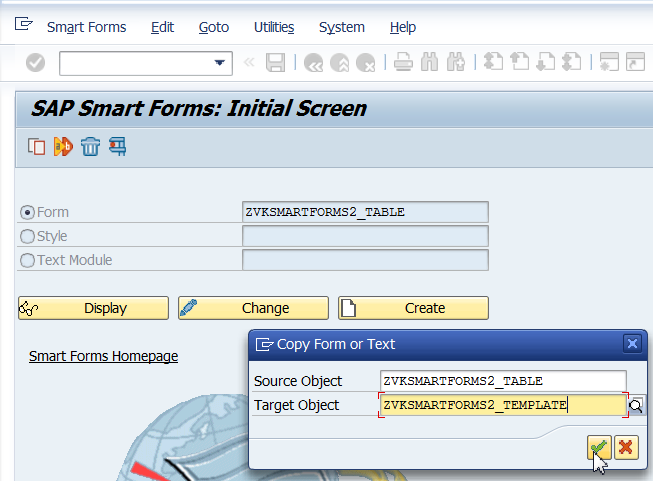 Smart Forms Edit Goto Utilities System Help
SAP Smart Forms: Initial Screen
Form ZVKSMARTFORMS2_TABLE
Style
Text Module
Display Change Create
Smart Forms Homepage
Copy Form or Text
Source Object ZVKSMARTFORMS2_TABLE
Target Object ZVKSMARTFORMS2_TEMPLATE